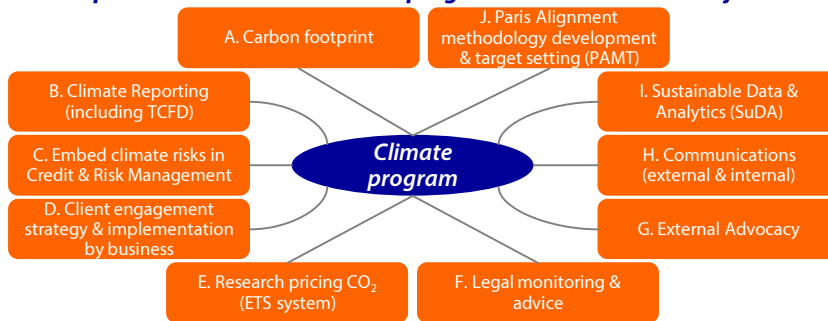 A. Carbon footprint
J. Paris Alignment
methodology development
& target setting (PAMT)
B. Climate Reporting
(including TCFD)
I. Sustainable Data &
Analytics (SuDA)
C. Embed climate risks in
Credit & Risk Management
Climate
program
H. Communications
(external & internal)
D. Client engagement
strategy & implementation
by business
G. External Advocacy
E. Research pricing CO₂
(ETS system)
F. Legal monitoring &
advice